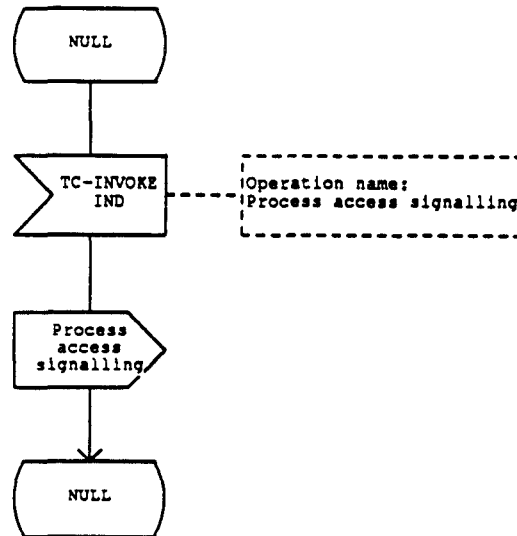 NULL
TC-INVOKE
IND
Operation name:
Process access signalling
Process
access
signalling
NULL